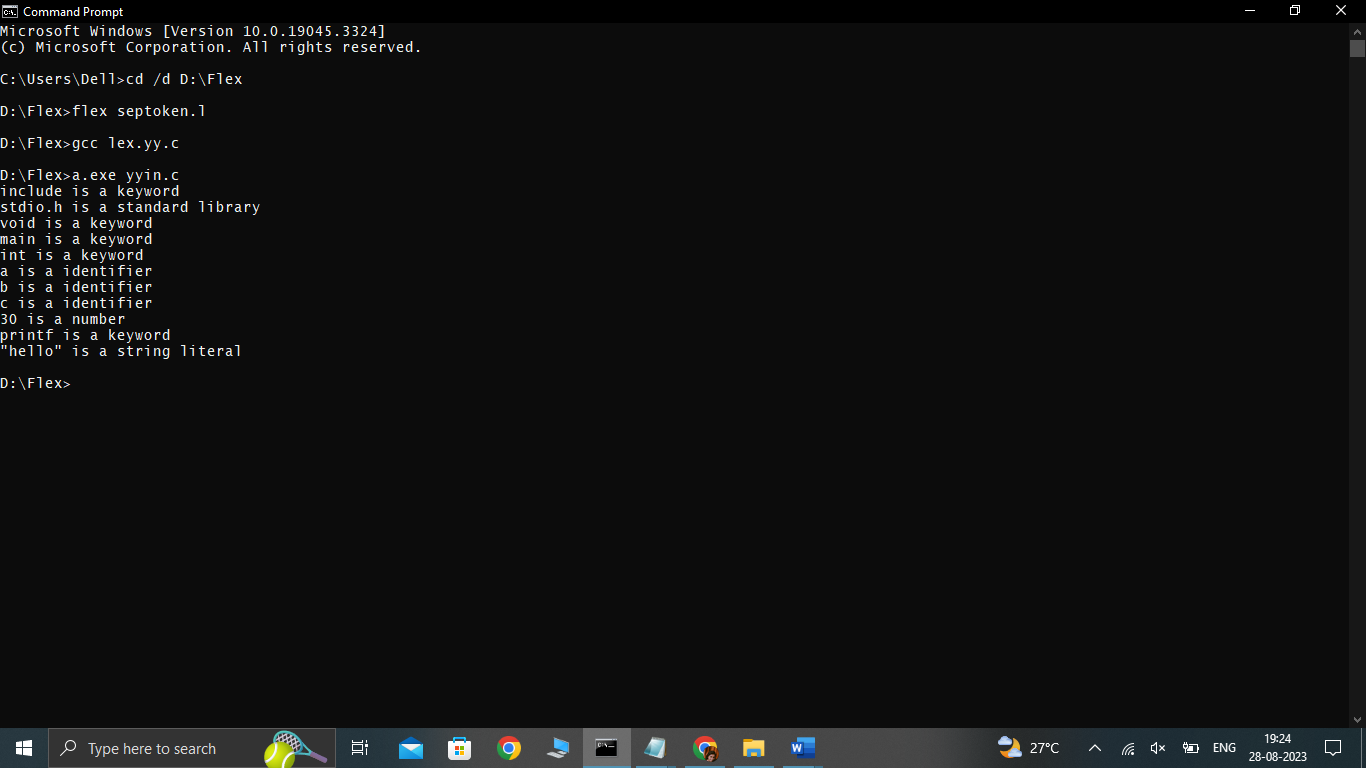 Command Prompt
Microsoft Windows [Version 10.0.19045.3324]
(c) Microsoft Corporation. All rights reserved.
C:\Users\Dell>cd /d D:\Flex
D:\Flex>flex septoken.l
D:\Flex>gcc lex.yy.c
D:\Flex>a.exe yyin.c
include is a keyword
stdio.h is a standard library
void is a keyword
main is a keyword
int is a keyword
a is a identifier
b is a identifier
c is a identifier
30 is a number
printf is a keyword
"hello" is a string literal
D:\Flex>
Type here to search
27°C
ENG
19:24
28-08-2023